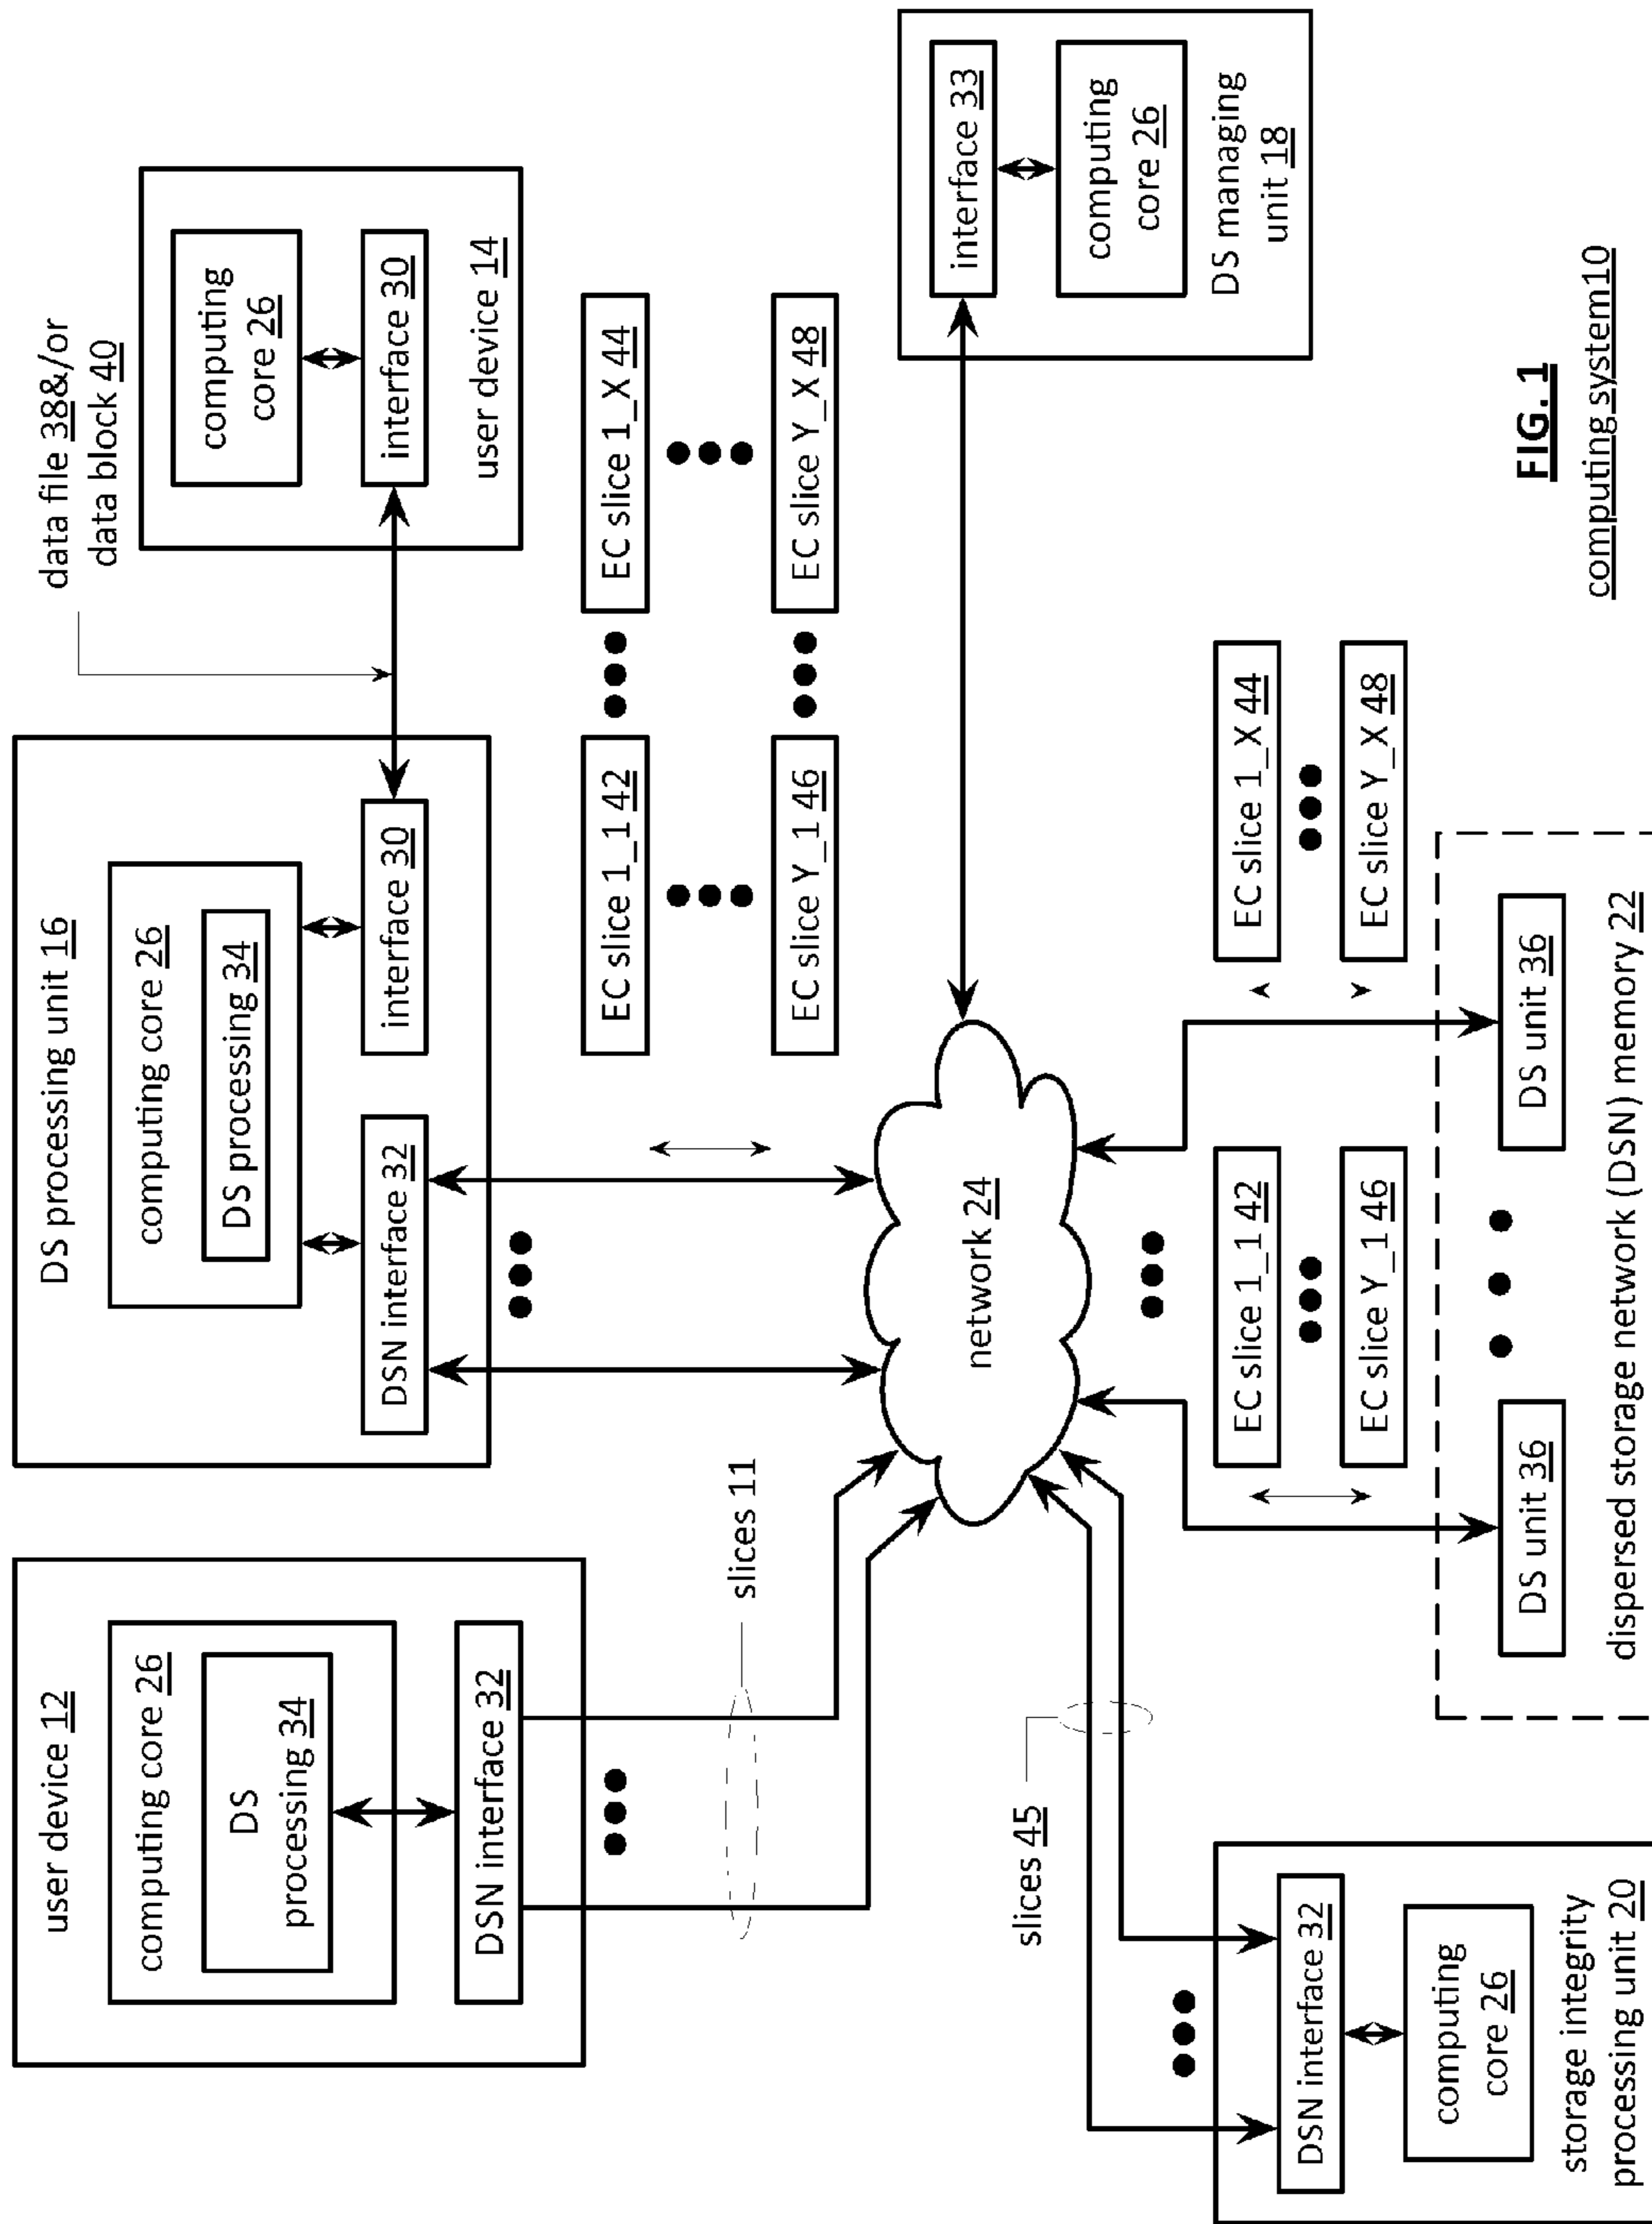 user device 12
computing core 26
DS
processing 34
DSN interface 32
slices 11
DS processing unit 16
computing core 26
DS processing 34
DSN interface 32
interface 30
data file 38&/or
data block 40
computing
core 26
interface 30
user device 14
EC slice 1_1 42
EC slice 1_X 44
EC slice Y_1 46
EC slice Y_X 48
network 24
interface 33
computing
core 26
DS managing
unit 18
slices 45
DSN interface 32
computing
core 26
storage integrity
processing unit 20
EC slice 1_1 42
EC slice Y_1 46
EC slice 1_X 44
EC slice Y_X 48
DS unit 36
DS unit 36
dispersed storage network (DSN) memory 22
FIG. 1
computing system10